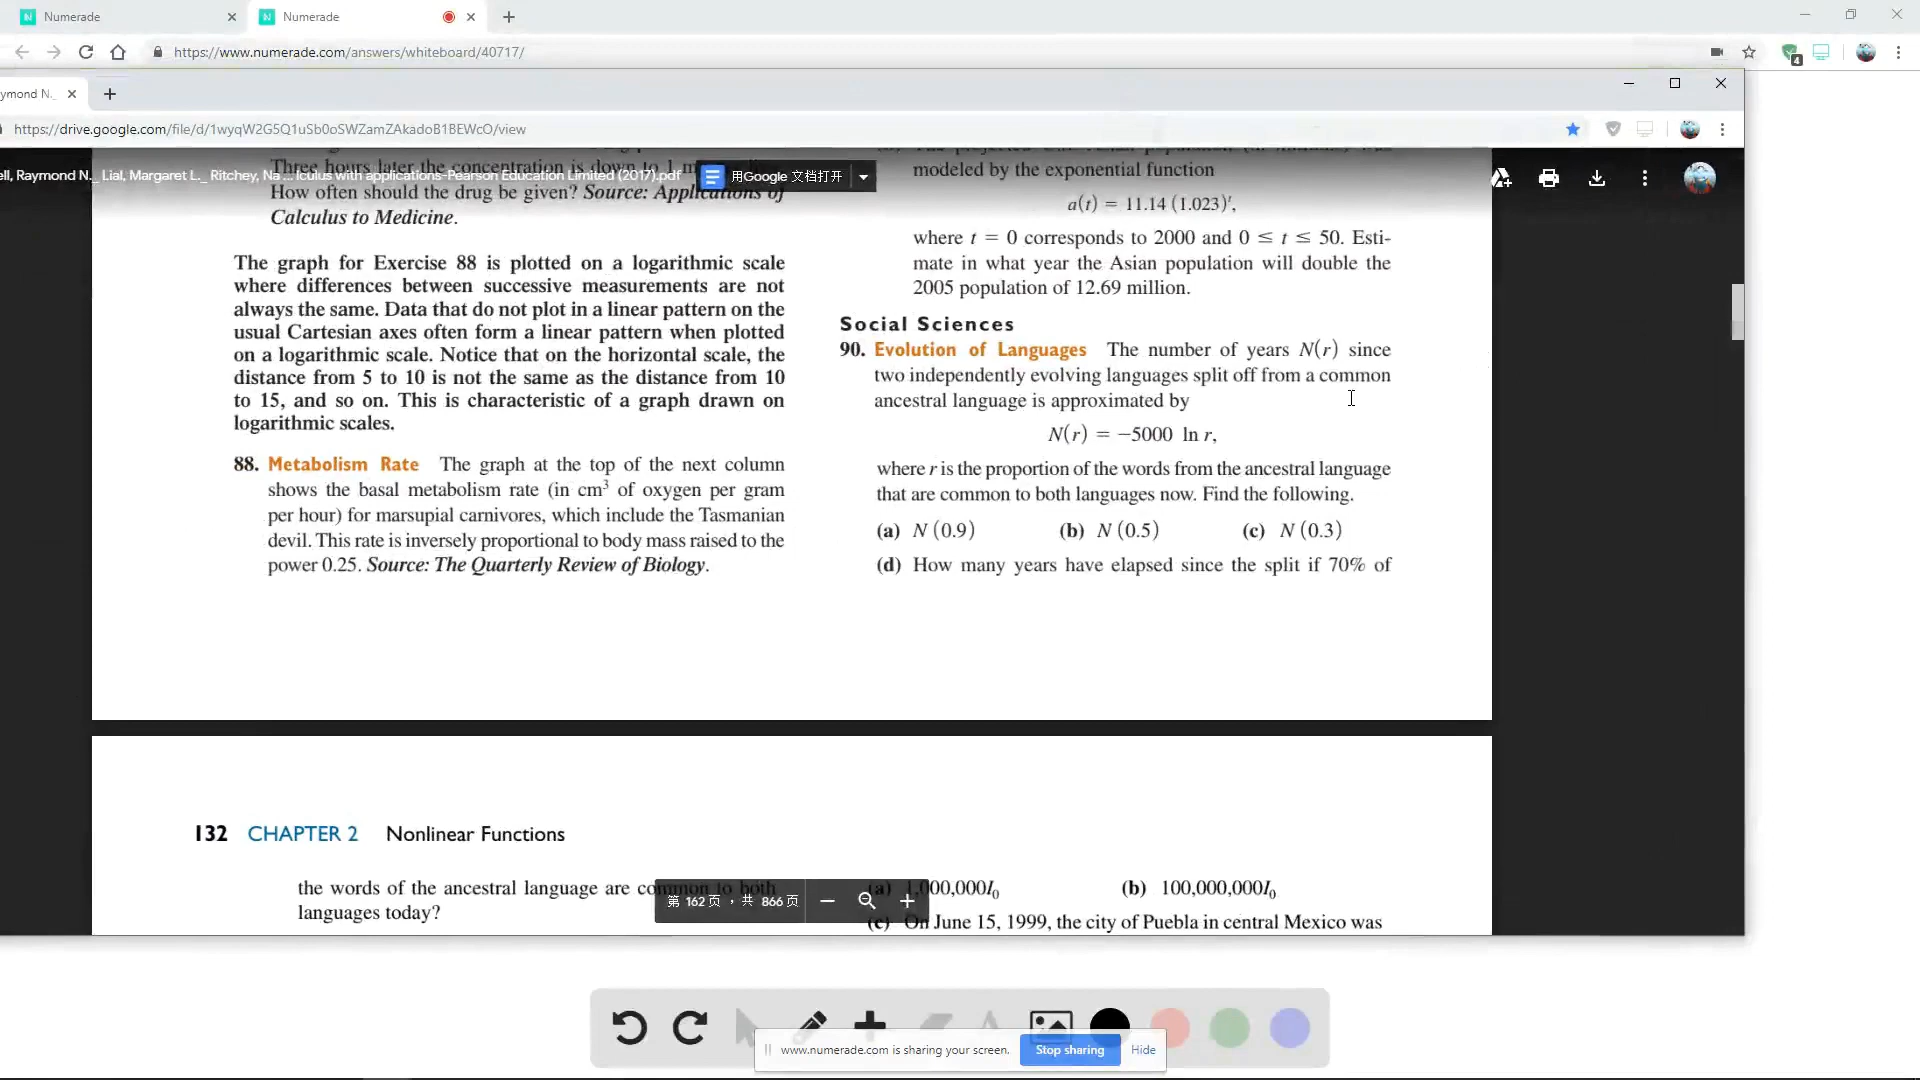 Numerade
Numerade
https://www.numerade.com/answers/whiteboard/40717/
4
ymond N.
https://drive.google.com/file/d/1wyqW2G5Q1uSb0oSWZamZAkadoB1BEWcO/view
ell, Raymond N._ Lial, Margaret L._ Ritchey, Na ... lculus with applications-Pearson Education Limited (2017).pdf
用Google 文档打开
Three hours later the concentration is down to 1
How often should the drug be given? Source: Applications of
Calculus to Medicine.
The graph for Exercise 88 is plotted on a logarithmic scale
where differences between successive measurements are not
always the same. Data that do not plot in a linear pattern on the
usual Cartesian axes often form a linear pattern when plotted
on a logarithmic scale. Notice that on the horizontal scale, the
distance from 5 to 10 is not the same as the distance from 10
to 15, and so on. This is characteristic of a graph drawn on
logarithmic scales.
88. Metabolism Rate The graph at the top of the next column
shows the basal metabolism rate (in cm³ of oxygen per gram
per hour) for marsupial carnivores, which include the Tasmanian
devil. This rate is inversely proportional to body mass raised to the
power 0.25. Source: The Quarterly Review of Biology.
modeled by the exponential function
a(t) = 11.14 (1.023)^t,
where t = 0 corresponds to 2000 and 0 ≤ t ≤ 50. Esti-
mate in what year the Asian population will double the
2005 population of 12.69 million.
Social Sciences
90. Evolution of Languages The number of years N(r) since
two independently evolving languages split off from a common
ancestral language is approximated by
N(r) = −5000 ln r,
where r is the proportion of the words from the ancestral language
that are common to both languages now. Find the following.
(a) N (0.9) (b) N (0.5) (c) N (0.3)
(d) How many years have elapsed since the split if 70% of
132 CHAPTER 2 Nonlinear Functions
the words of the ancestral language are common to both
languages today?
(a) 1,000,000I₀ (b) 100,000,000I₀
(c) On June 15, 1999, the city of Puebla in central Mexico was
第 162 页 , 共 866 页
www.numerade.com is sharing your screen.
Stop sharing
Hide